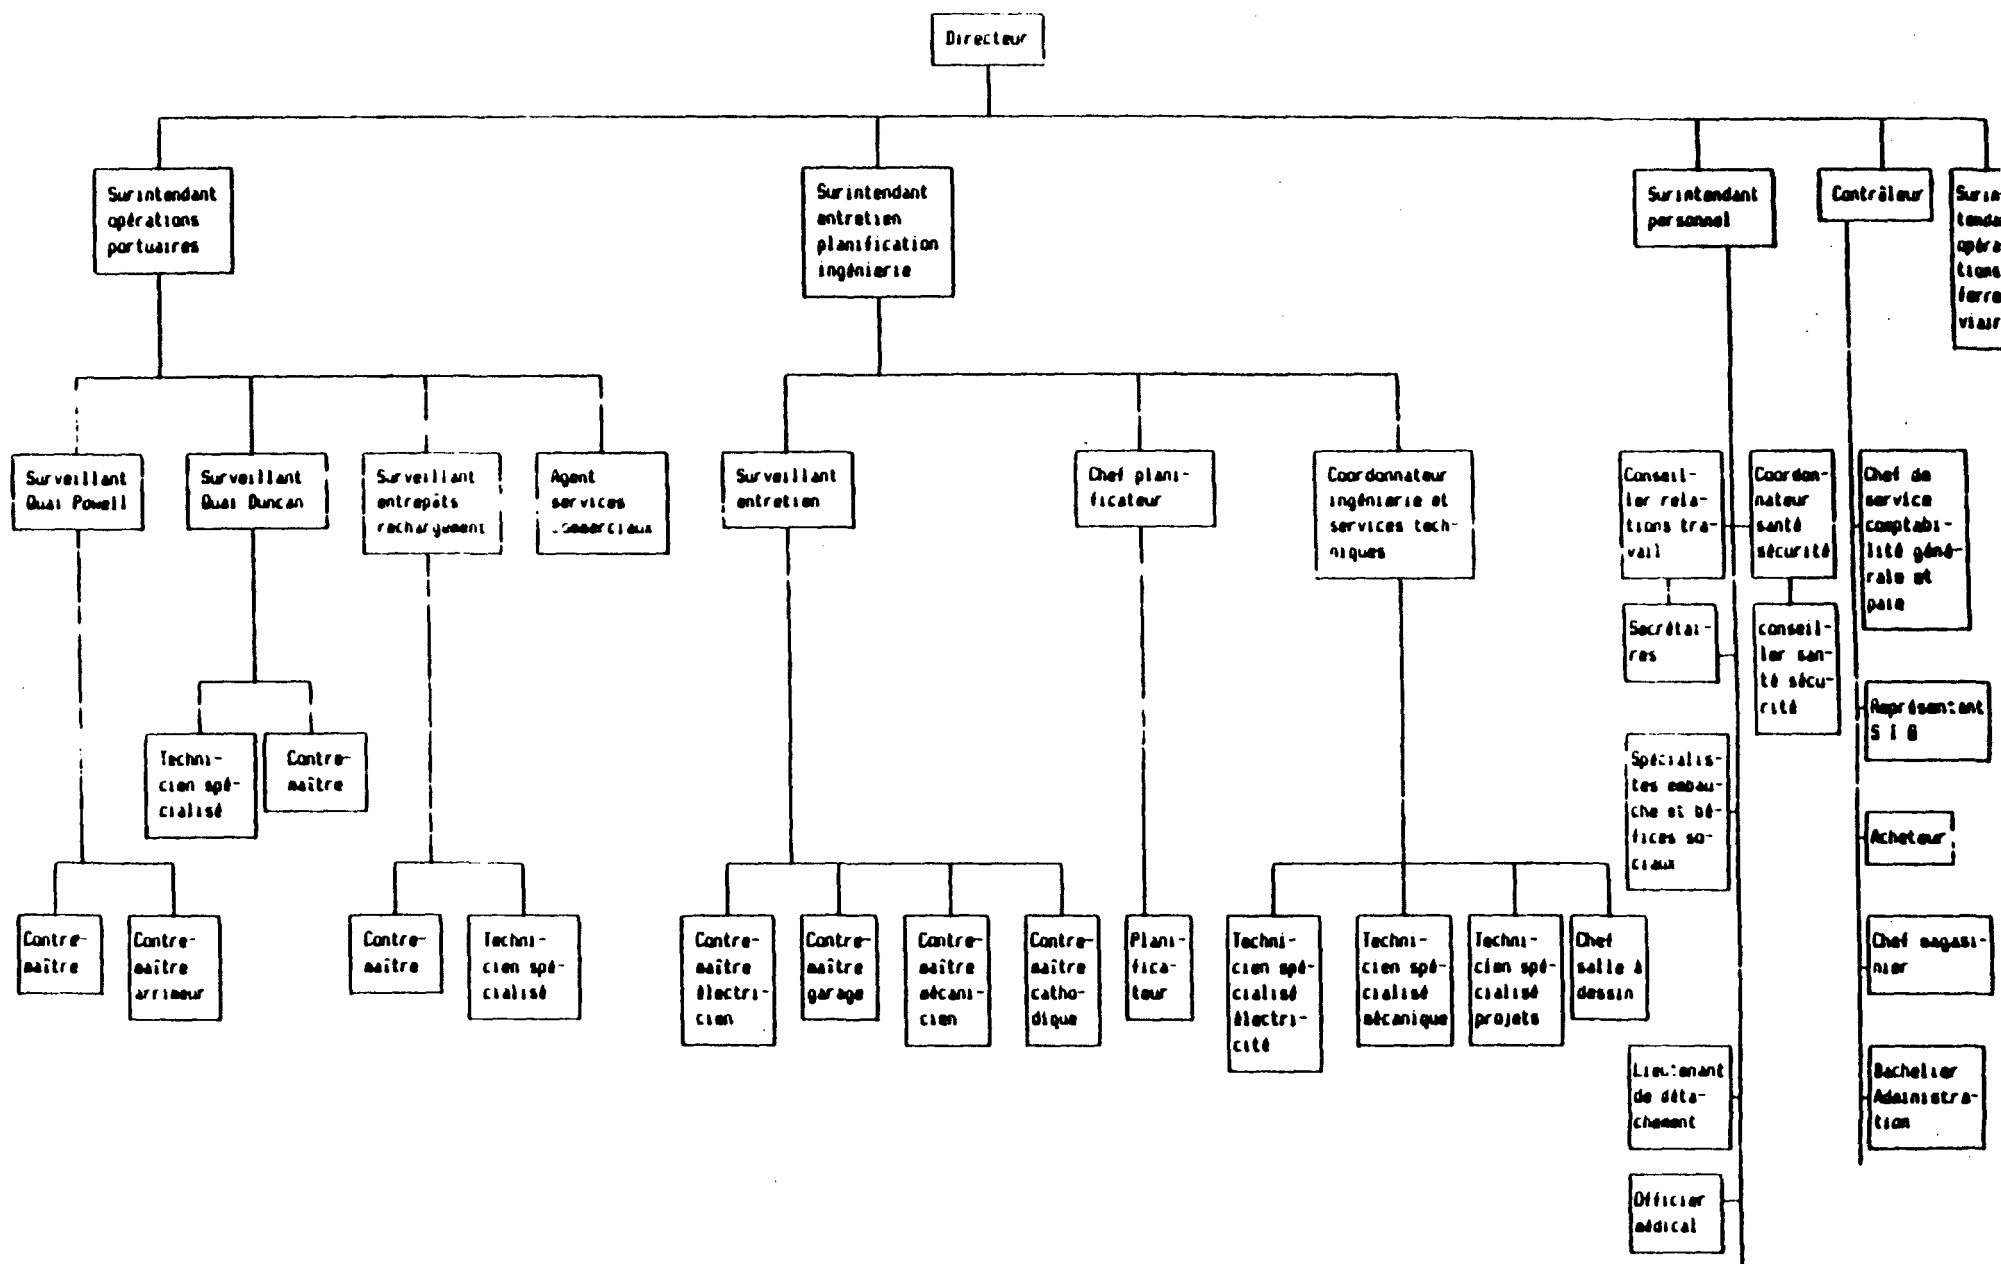 Directeur
Surintendant
opérations
portuaires
Surintendant
entretien
planification
ingénierie
Surintendant
personnel
Contrôleur
Surin-
tenda
opéra
tions
ferro
viair
Surveillant
Quai Powell
Surveillant
Quai Duncan
Surveillant
entrepôts
rechargement
Agent
services
commerciaux
Surveillant
entretien
Chef plani-
ficateur
Coordonnateur
ingénierie et
services tech-
niques
Conseil-
ler rela-
tions tra-
vail
Coordon-
nateur
santé
sécurité
Chef de
service
comptabi-
lité géné-
rale et
paie
Secrétai-
res
conseil-
ler san-
té sécu-
rité
Représentant
S I G
Techni-
cien spé-
cialisé
Contre-
maître
Spécialis-
tes embau-
che et bé-
fices so-
ciaux
Acheteur
Contre-
maître
Contre-
maître
arrimeur
Contre-
maître
Techni-
cien spé-
cialisé
Contre-
maître
électri-
cien
Contre-
maître
garage
Contre-
maître
mécani-
cien
Contre-
maître
catho-
dique
Plani-
fica-
teur
Techni-
cien spé-
cialisé
électri-
cité
Techni-
cien spé-
cialisé
mécanique
Techni-
cien spé-
cialisé
projets
Chef
salle à
dessin
Chef magasi-
nier
Lieutenant
de déta-
chement
Bachelier
Administra-
tion
Officier
médical